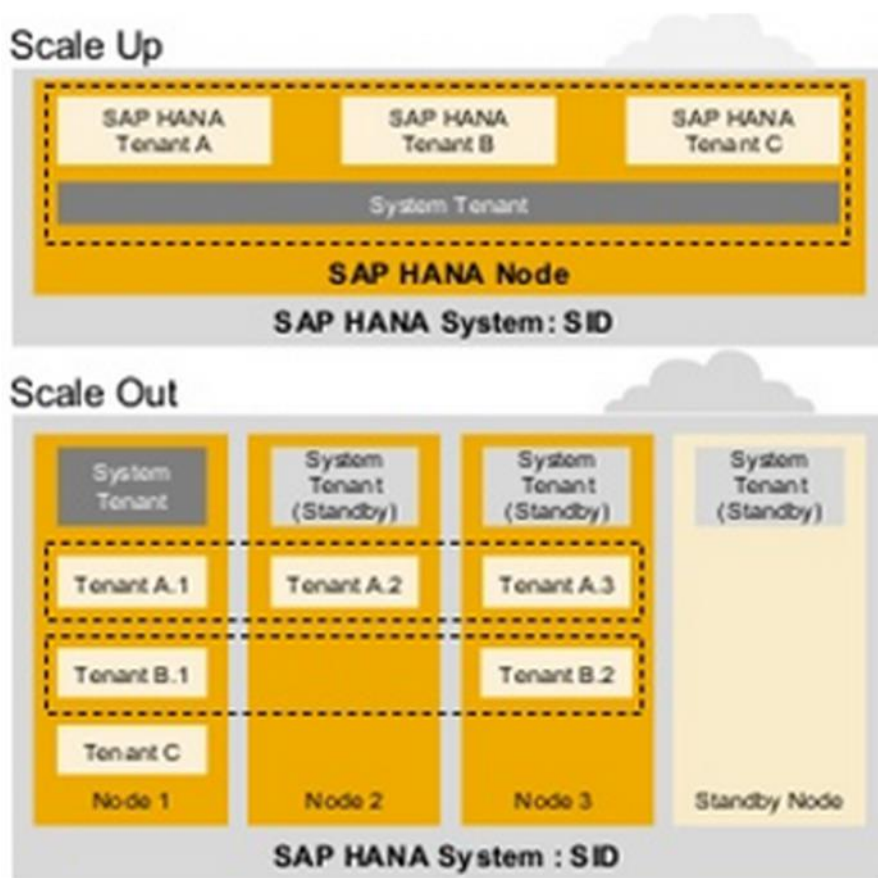 Scale Up
SAP HANA
Tenant A
SAP HANA
Tenant B
SAP HANA
Tenant C
System Tenant
SAP HANA Node
SAP HANA System: SID
Scale Out
System
Tenant
System
Tenant
(Standby)
System
Tenant
(Standby)
System
Tenant
(Standby)
Tenant A.1
Tenant A.2
Tenant A.3
Tenant B.1
Tenant B.2
Tenant C
Node 1
Node 2
Node 3
Standby Node
SAP HANA System : SID